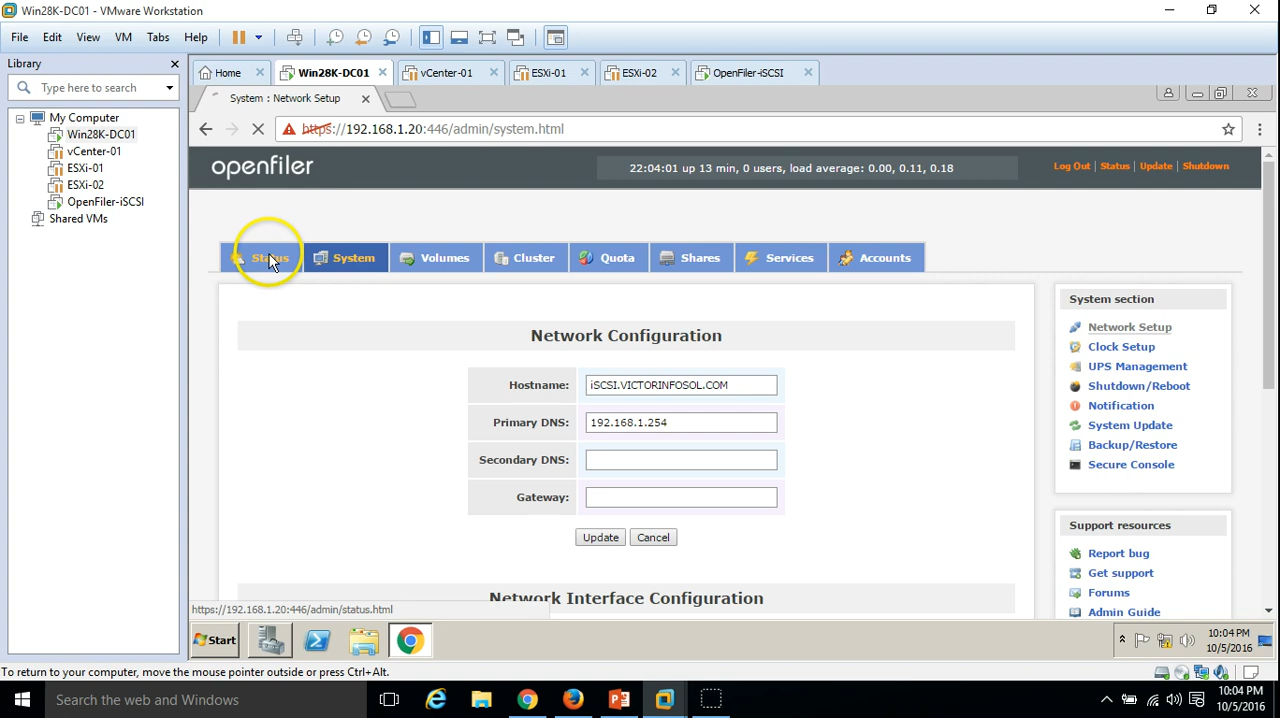 Win28K-DC01 - VMware Workstation
File Edit View VM Tabs Help
Library
Home Win28K-DC01 vCenter-01 ESXi-01 ESXi-02 OpenFiler-iSCSI
Type here to search
System : Network Setup
My Computer
Win28K-DC01
vCenter-01
ESXi-01
ESXi-02
OpenFiler-iSCSI
Shared VMs
https://192.168.1.20:446/admin/system.html
openfiler
22:04:01 up 13 min, 0 users, load average: 0.00, 0.11, 0.18
Log Out | Status | Update | Shutdown
Status System Volumes Cluster Quota Shares Services Accounts
Network Configuration
Hostname: iSCSI.VICTORINFOSOL.COM
Primary DNS: 192.168.1.254
Secondary DNS:
Gateway:
Update Cancel
Network Interface Configuration
System section
Network Setup
Clock Setup
UPS Management
Shutdown/Reboot
Notification
System Update
Backup/Restore
Secure Console
Support resources
Report bug
Get support
Forums
Admin Guide
https://192.168.1.20:446/admin/status.html
Start
10:04 PM
10/5/2016
To return to your computer, move the mouse pointer outside or press Ctrl+Alt.
Search the web and Windows
10:04 PM
10/5/2016